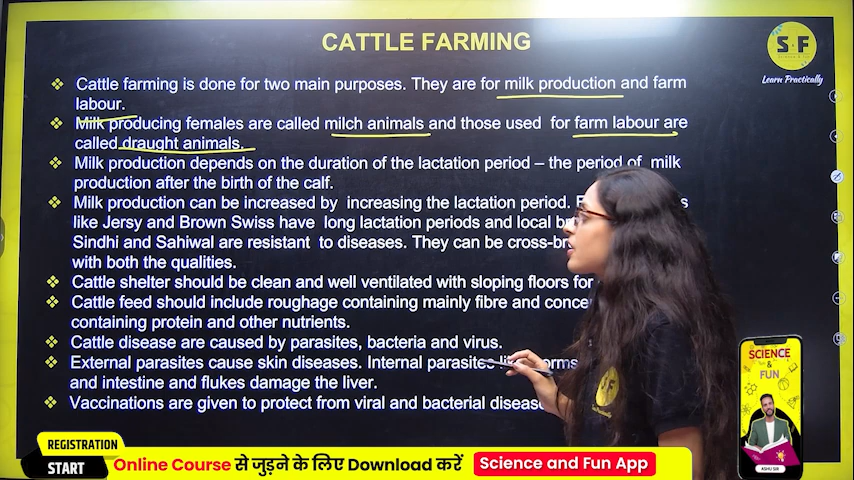 CATTLE FARMING
S F
Learn Practically
❖ Cattle farming is done for two main purposes. They are for milk production and farm
labour.
❖ Milk producing females are called milch animals and those used for farm labour are
called draught animals.
❖ Milk production depends on the duration of the lactation period – the period of milk
production after the birth of the calf.
❖ Milk production can be increased by increasing the lactation period.
like Jersy and Brown Swiss have long lactation periods and local
Sindhi and Sahiwal are resistant to diseases. They can be
with both the qualities.
❖ Cattle shelter should be clean and well ventilated with sloping floors for
❖ Cattle feed should include roughage containing mainly fibre and
containing protein and other nutrients.
❖ Cattle disease are caused by parasites, bacteria and virus.
❖ External parasites cause skin diseases. Internal parasites
and intestine and flukes damage the liver.
❖ Vaccinations are given to protect from viral and bacterial
SCIENCE
&
FUN
ASHU SIR
REGISTRATION
START
Online Course से जुड़ने के लिए Download करें Science and Fun App